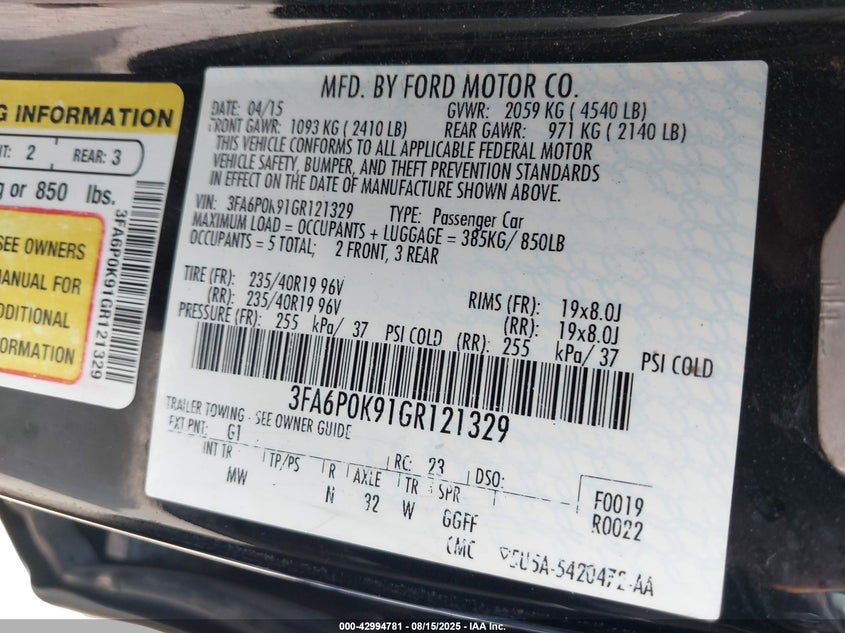 G INFORMATION
NT: 2
REAR: 3
g or 850 lbs.
SEE OWNERS
MANUAL FOR
ADDITIONAL
INFORMATION
3FA6P0K91GR121329
MFD. BY FORD MOTOR CO.
DATE: 04/15 GVWR: 2059 KG ( 4540 LB)
FRONT GAWR: 1093 KG ( 2410 LB) REAR GAWR: 971 KG ( 2140 LB)
THIS VEHICLE CONFORMS TO ALL APPLICABLE FEDERAL MOTOR
VEHICLE SAFETY, BUMPER, AND THEFT PREVENTION STANDARDS
IN EFFECT ON THE DATE OF MANUFACTURE SHOWN ABOVE.
VIN: 3FA6P0K91GR121329 TYPE: Passenger Car
MAXIMUM LOAD = OCCUPANTS + LUGGAGE = 385KG/ 850LB
OCCUPANTS = 5 TOTAL; 2 FRONT, 3 REAR
TIRE (FR): 235/40R19 96V RIMS (FR): 19x8.0J
(RR): 235/40R19 96V (RR): 19x8.0J
PRESSURE (FR): 255 kPa/ 37 PSI COLD (RR): 255 kPa/ 37 PSI COLD
3FA6P0K91GR121329
TRAILER TOWING - SEE OWNER GUIDE
EXT PNT: G1 RC: 23 DSO:
INT TR TP/PS R AXLE TR SPR F0019
MW N 32 W GGFF R0022
CMC 5U5A-5420472-AA
000-42994781 - 08/15/2025 - IAA Inc.